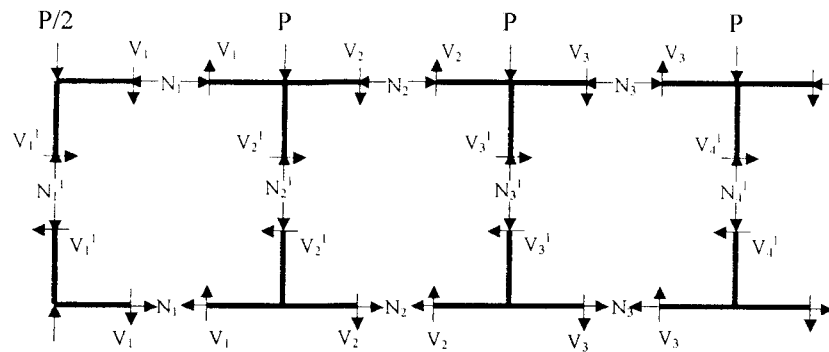 P/2 P P P
V₁ V₁ V₂ V₂ V₃ V₃
N₁ N₂ N₃
V₁¹ V₂¹ V₃¹ V₄¹
N₁¹ N₂¹ N₃¹ N₄¹
V₁¹ V₂¹ V₃¹ V₄¹
N₁ N₂ N₃
V₁ V₁ V₂ V₂ V₃ V₃